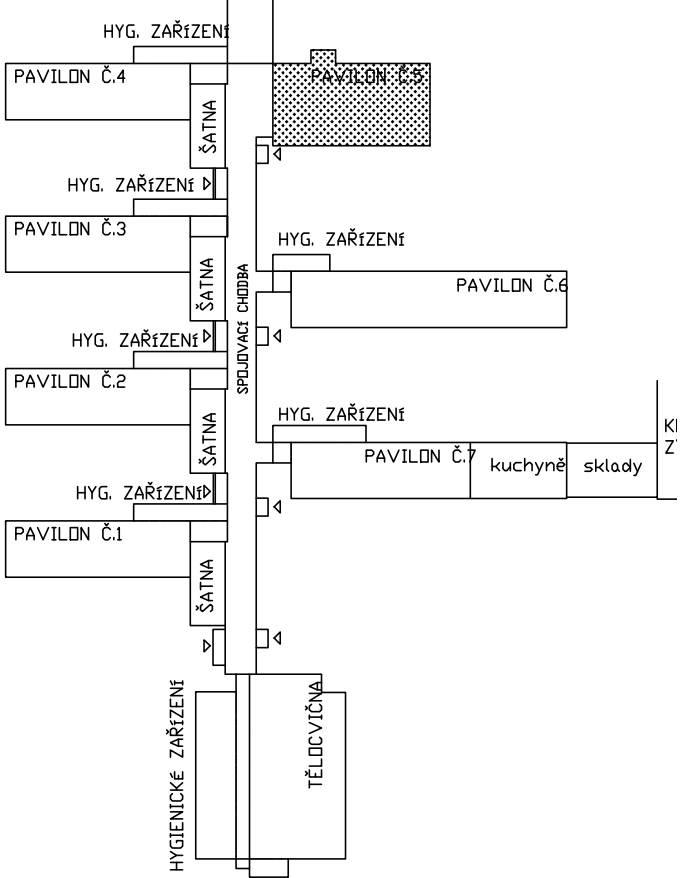 HYG. ZAŘíZENí
PAVILON Č.4
PAVILON Č.5
ŠATNA
HYG. ZAŘíZENí
PAVILON Č.3
HYG. ZAŘíZENí
ŠATNA
SPOJOVACí CHODBA
PAVILON Č.6
HYG. ZAŘíZENí
PAVILON Č.2
HYG. ZAŘíZENí
ŠATNA
PAVILON Č.7
kuchyně
sklady
HYG. ZAŘíZENí
PAVILON Č.1
ŠATNA
HYGIENICKÉ ZAŘíZENí
TĚLOCVIČNA